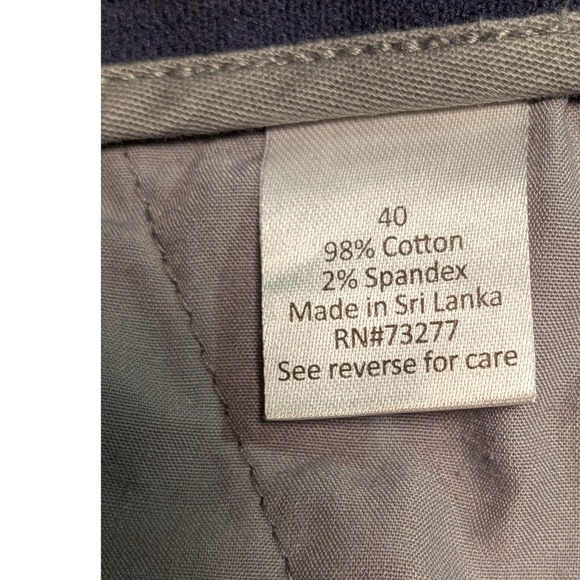 40
98% Cotton
2% Spandex
Made in Sri Lanka
RN#73277
See reverse for care